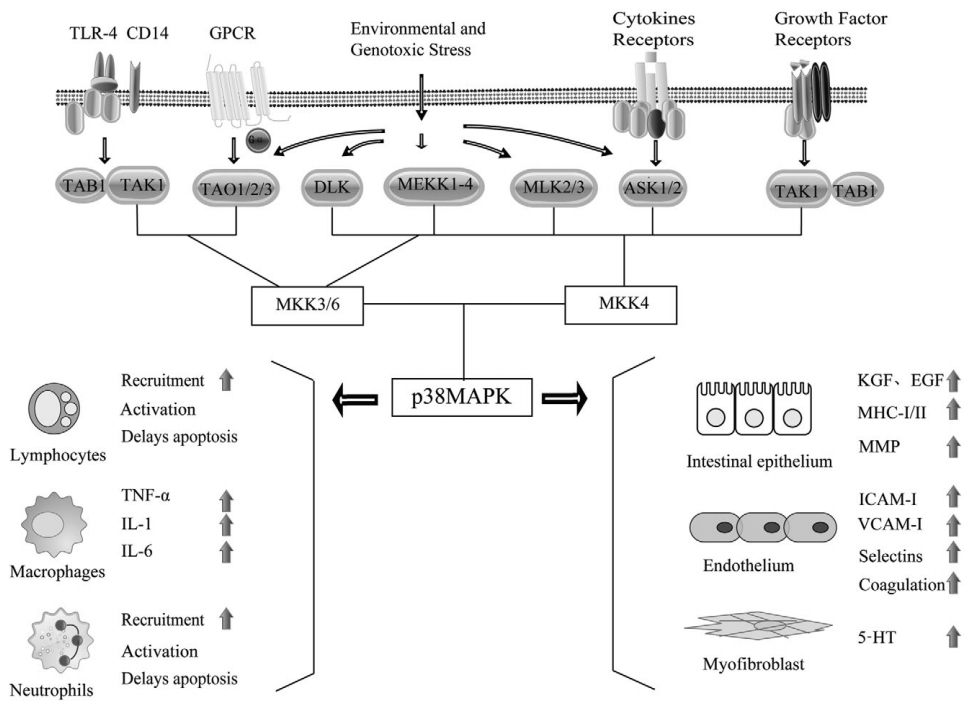 TLR-4 CD14
GPCR
Environmental and
Genotoxic Stress
Cytokines
Receptors
Growth Factor
Receptors
TAB1
TAK1
TAO1/2/3
DLK
MEKK1-4
MLK2/3
ASK1/2
TAK1
TAB1
MKK3/6
MKK4
p38MAPK
Lymphocytes
Recruitment
Activation
Delays apoptosis
Macrophages
TNF-α
IL-1
IL-6
Neutrophils
Recruitment
Activation
Delays apoptosis
Intestinal epithelium
KGF、EGF
MHC-I/II
MMP
Endothelium
ICAM-I
VCAM-I
Selectins
Coagulation
Myofibroblast
5-HT